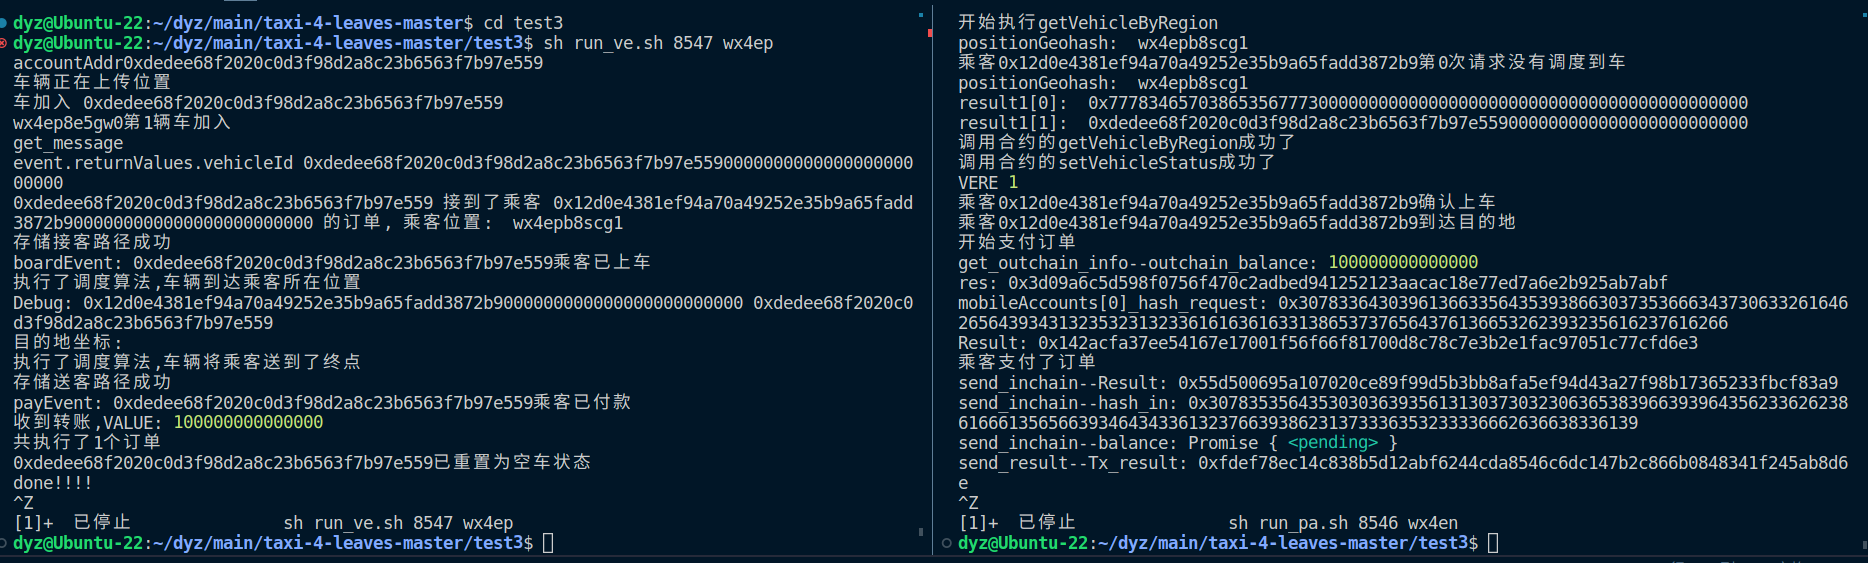 dyz@Ubuntu-22:~/dyz/main/taxi-4-leaves-master$ cd test3
dyz@Ubuntu-22:~/dyz/main/taxi-4-leaves-master/test3$ sh run_ve.sh 8547 wx4ep
accountAddr0xdedee68f2020c0d3f98d2a8c23b6563f7b97e559
车辆正在上传位置
车加入 0xdedee68f2020c0d3f98d2a8c23b6563f7b97e559
wx4ep8e5gw0第1辆车加入
get_message
event.returnValues.vehicleId 0xdedee68f2020c0d3f98d2a8c23b6563f7b97e5590000000000000000000
00000
0xdedee68f2020c0d3f98d2a8c23b6563f7b97e559 接到了乘客 0x12d0e4381ef94a70a49252e35b9a65fadd
3872b9000000000000000000000000 的订单, 乘客位置:  wx4epb8scg1
存储接客路径成功
boardEvent: 0xdedee68f2020c0d3f98d2a8c23b6563f7b97e559乘客已上车
执行了调度算法,车辆到达乘客所在位置
Debug: 0x12d0e4381ef94a70a49252e35b9a65fadd3872b9000000000000000000000000 0xdedee68f2020c0
d3f98d2a8c23b6563f7b97e559
目的地坐标:
执行了调度算法,车辆将乘客送到了终点
存储送客路径成功
payEvent: 0xdedee68f2020c0d3f98d2a8c23b6563f7b97e559乘客已付款
收到转账,VALUE: 100000000000000
共执行了1个订单
0xdedee68f2020c0d3f98d2a8c23b6563f7b97e559已重置为空车状态
done!!!!
^Z
[1]+  已停止               sh run_ve.sh 8547 wx4ep
dyz@Ubuntu-22:~/dyz/main/taxi-4-leaves-master/test3$
开始执行getVehicleByRegion
positionGeohash:  wx4epb8scg1
乘客0x12d0e4381ef94a70a49252e35b9a65fadd3872b9第0次请求没有调度到车
positionGeohash:  wx4epb8scg1
result1[0]:  0x7778346570386535677730000000000000000000000000000000000000000000
result1[1]:  0xdedee68f2020c0d3f98d2a8c23b6563f7b97e559000000000000000000000000
调用合约的getVehicleByRegion成功了
调用合约的setVehicleStatus成功了
VERE 1
乘客0x12d0e4381ef94a70a49252e35b9a65fadd3872b9确认上车
乘客0x12d0e4381ef94a70a49252e35b9a65fadd3872b9到达目的地
开始支付订单
get_outchain_info--outchain_balance: 100000000000000
res: 0x3d09a6c5d598f0756f470c2adbed941252123aacac18e77ed7a6e2b925ab7abf
mobileAccounts[0]_hash_request: 0x3078336430396136633564353938663037353666343730633261646
265643934313235323132336161636163313865373765643761366532623932356162376162​66
Result: 0x142acfa37ee54167e17001f56f66f81700d8c78c7e3b2e1fac97051c77cfd6e3
乘客支付了订单
send_inchain--Result: 0x55d500695a107020ce89f99d5b3bb8afa5ef94d43a27f98b17365233fbcf83a9
send_inchain--hash_in: 0x3078353564353030363935613130373032306365383966393964356233626238
61666135656639346434336132376639386231373336353233336662636638336139
send_inchain--balance: Promise { <pending> }
send_result--Tx_result: 0xfdef78ec14c838b5d12abf6244cda8546c6dc147b2c866b0848341f245ab8d6
e
^Z
[1]+  已停止               sh run_pa.sh 8546 wx4en
dyz@Ubuntu-22:~/dyz/main/taxi-4-leaves-master/test3$